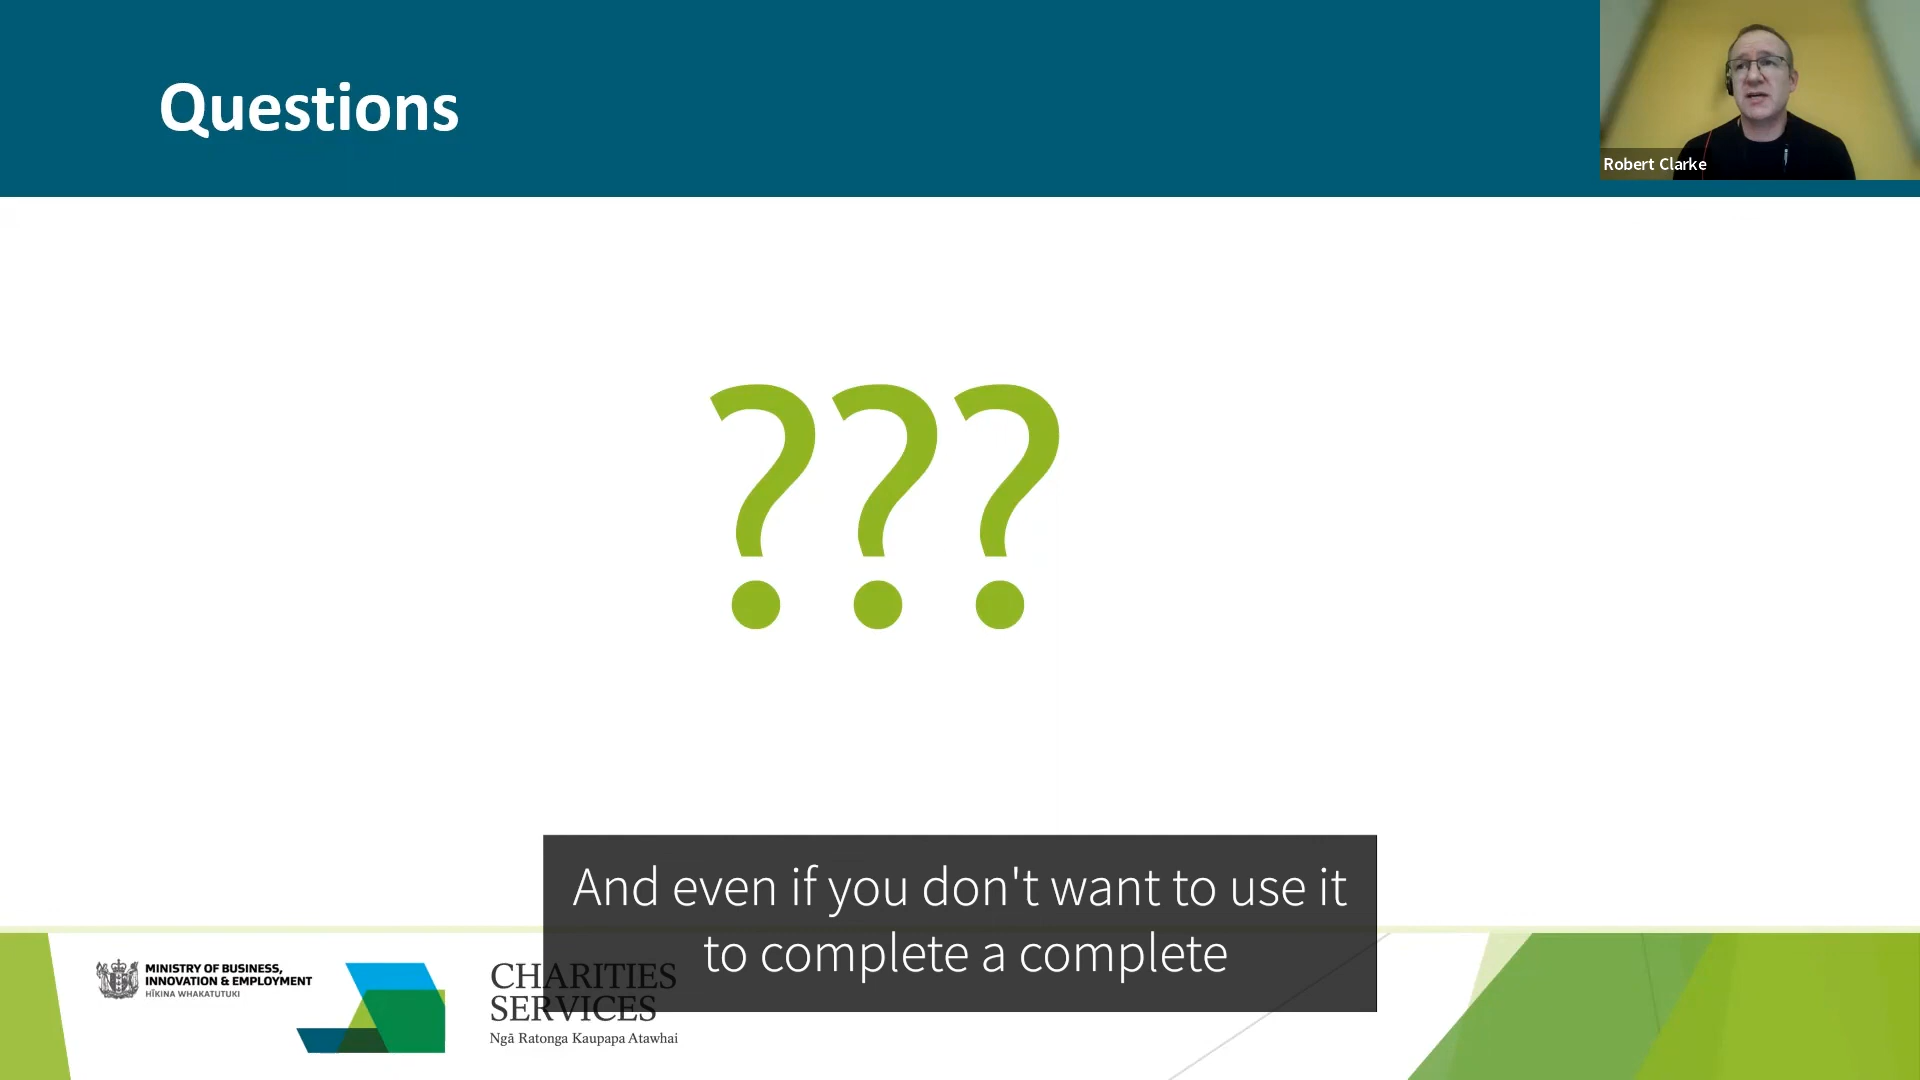 Questions
Robert Clarke
???
And even if you don't want to use it
to complete a complete
MINISTRY OF BUSINESS,
INNOVATION & EMPLOYMENT
HĪKINA WHAKATUTUKI
CHARITIES
SERVICES
Ngā Ratonga Kaupapa Atawhai